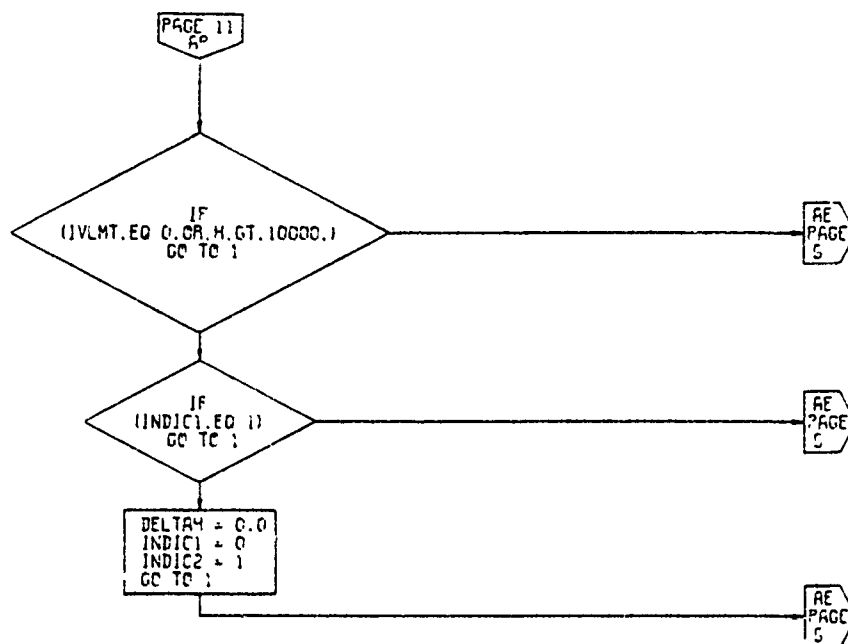 PAGE 11
AP
IF
(IVLMT.EQ 0.OR.H.GT.10000.)
GO TO 1
AE
PAGE
5
IF
(INDIC1.EQ 1)
GO TO 1
AE
PAGE
5
= 0.0
INDIC1 = 0
INDIC2 = 1
GO TO 1
AE
PAGE
5